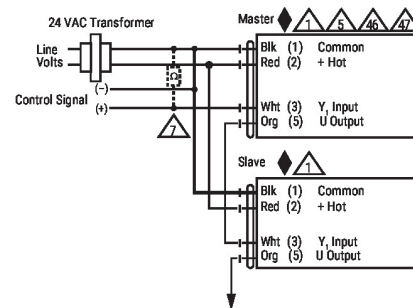 24 VAC Transformer
Line
Volts
Control Signal
(–)
(+)
Ω
7
Master
1
5
46
47
Blk (1) Common
Red (2) + Hot
Wht (3) Y₁ Input
Org (5) U Output
Slave
1
Blk (1) Common
Red (2) + Hot
Wht (3) Y₁ Input
Org (5) U Output